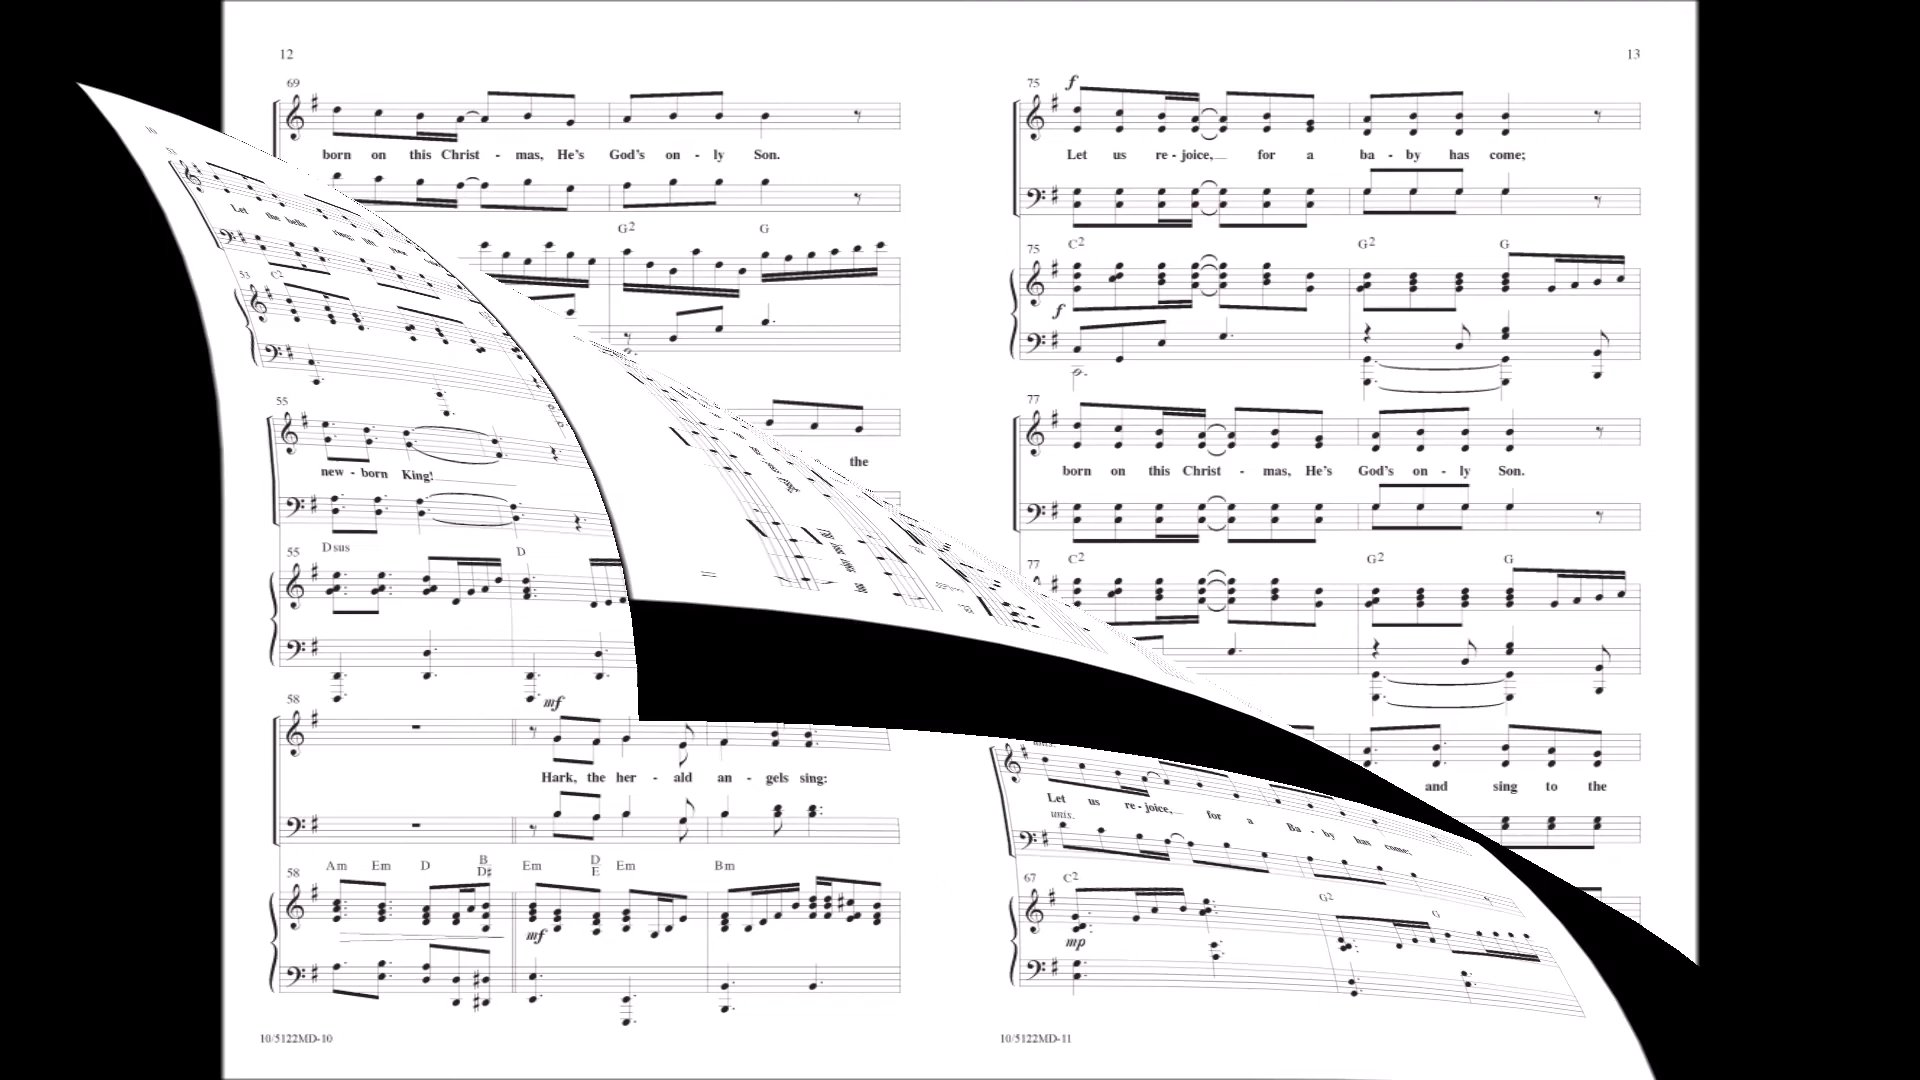 12
69
born on this Christ - mas, He's God's on - ly Son.
G2 G
the
10
53
Let the bells
53 C2
55
new - born King!
55 Dsus D
58 mf
Hark, the her - ald an - gels sing:
58 Am Em D B/D♯ Em D/E Em Bm
mf
10/5122MD-10
13
75 f
Let us re - joice, for a ba - by has come;
75 C2 G2 G
f
77
born on this Christ - mas, He's God's on - ly Son.
77 C2 G2 G
and sing to the
unis.
Let us re - joice, for a Ba - by has come;
unis.
67 C2 G2 G
mp
10/5122MD-11